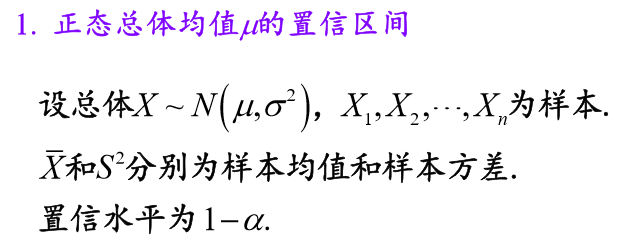 1. 正态总体均值μ的置信区间
设总体X ~ N(μ,σ²), X₁,X₂,⋯,Xₙ为样本.
X̄和S²分别为样本均值和样本方差.
置信水平为1−α.